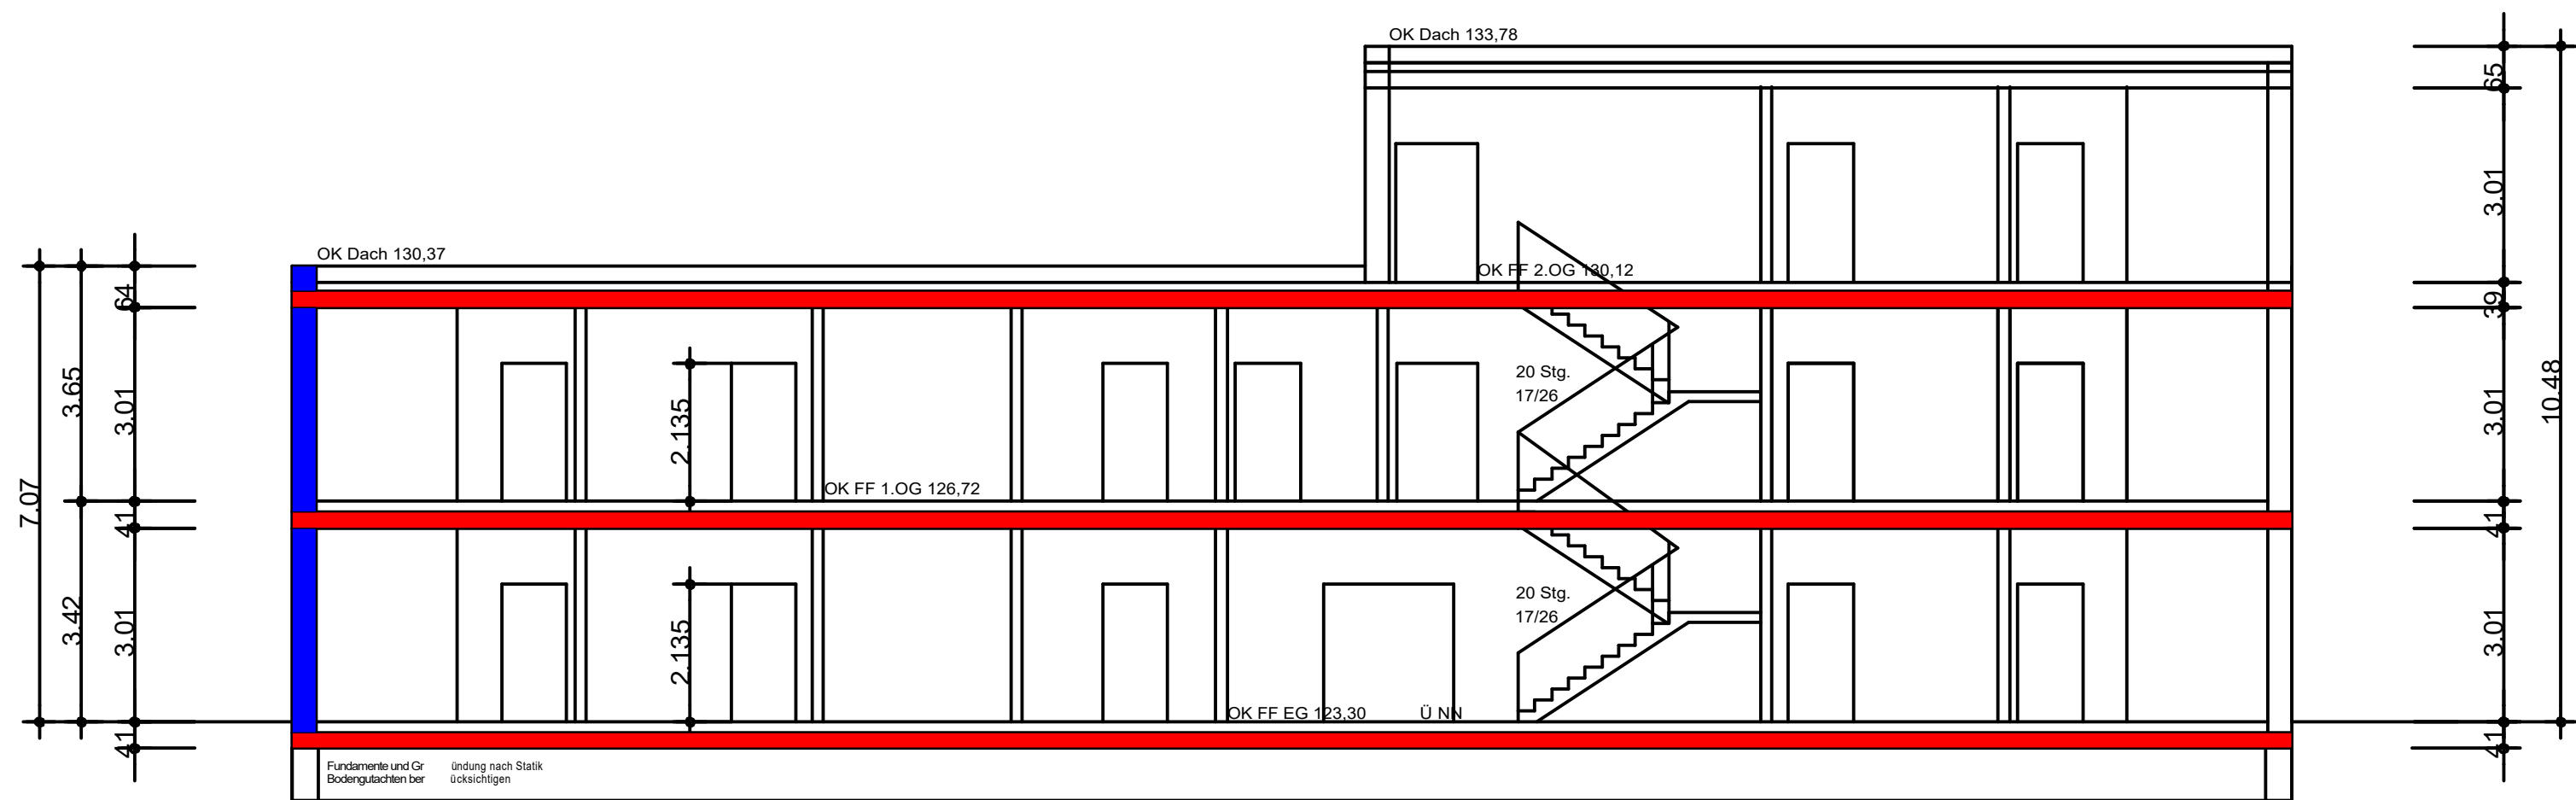 OK Dach 133,78
65
3.01
10.48
OK Dach 130,37
OK FF 2.OG 130,12
64
39
3.65
3.01
2.135
20 Stg.
17/26
3.01
7.07
OK FF 1.OG 126,72
41
41
3.42
3.01
2.135
20 Stg.
17/26
3.01
OK FF EG 123,30 Ü NN
41
41
Fundamente und Gr ündung nach Statik
Bodengutachten ber ücksichtigen